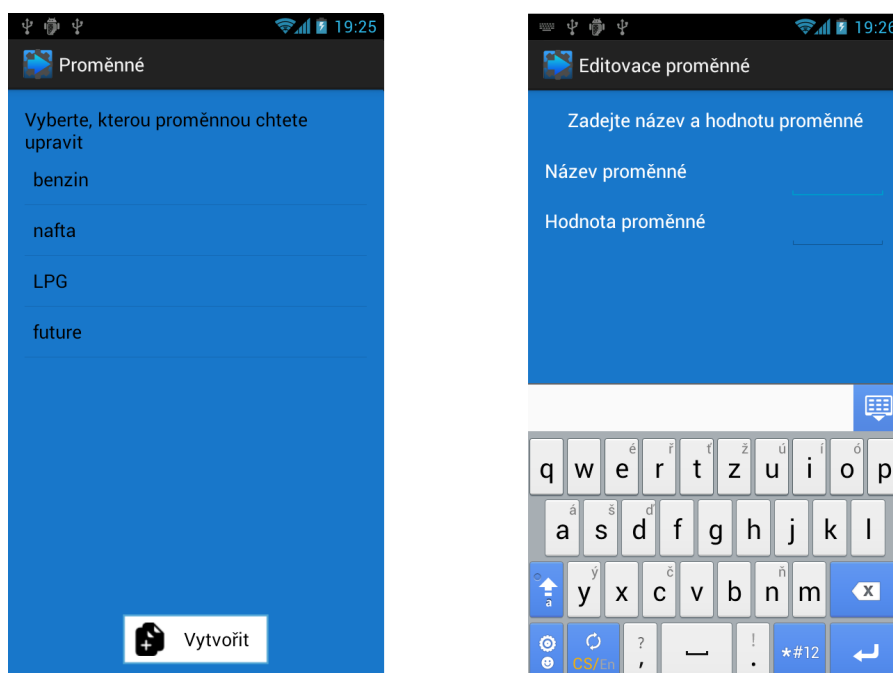 19:25
Proměnné
Vyberte, kterou proměnnou chtete
upravit
benzin
nafta
LPG
future
Vytvořit
19:26
Editovace proměnné
Zadejte název a hodnotu proměnné
Název proměnné
Hodnota proměnné
é ř ť ž ú í ó
q w e r t z u i o p
á š ď
a s d f g h j k l
ý č ň
a y x c v b n m x
? !
CS/En , . *#12